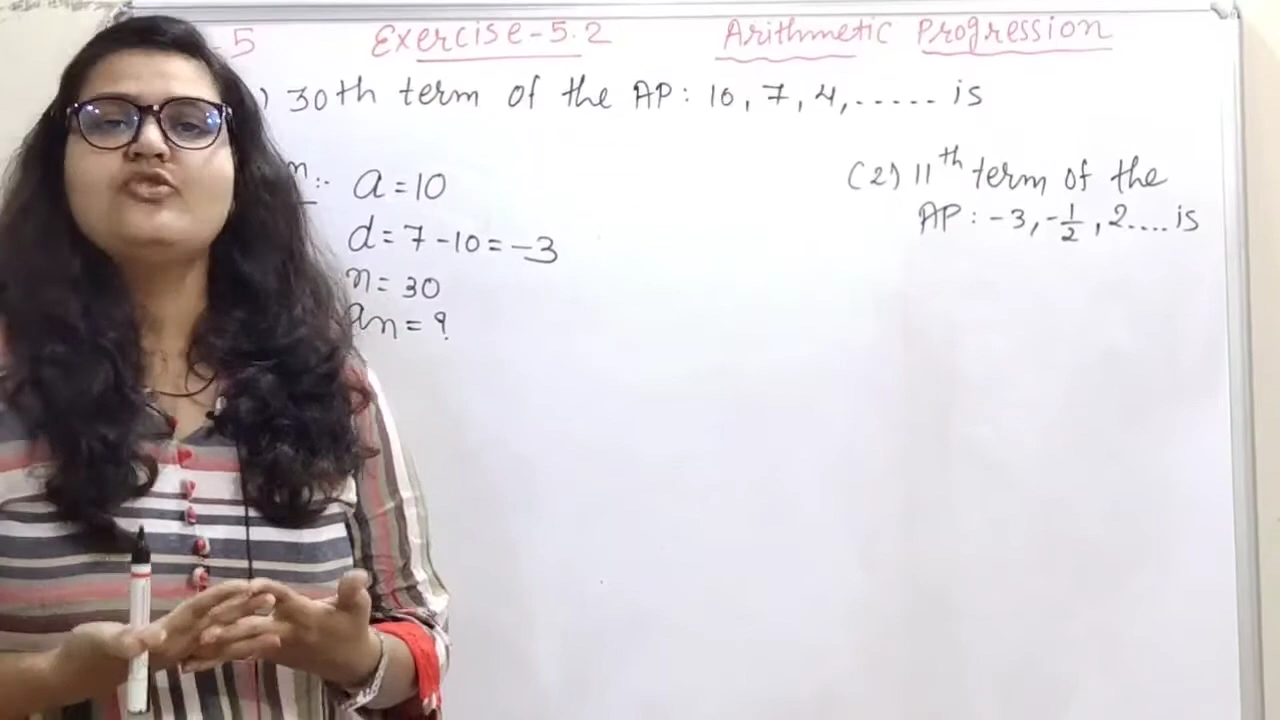 -5 Exercise-5.2 Arithmetic Progression
) 30th term of the AP: 10, 7, 4, ..... is
n:- a = 10
d = 7 - 10 = -3
n = 30
an = ?
(2) 11th term of the
AP : -3, -1/2, 2.... is